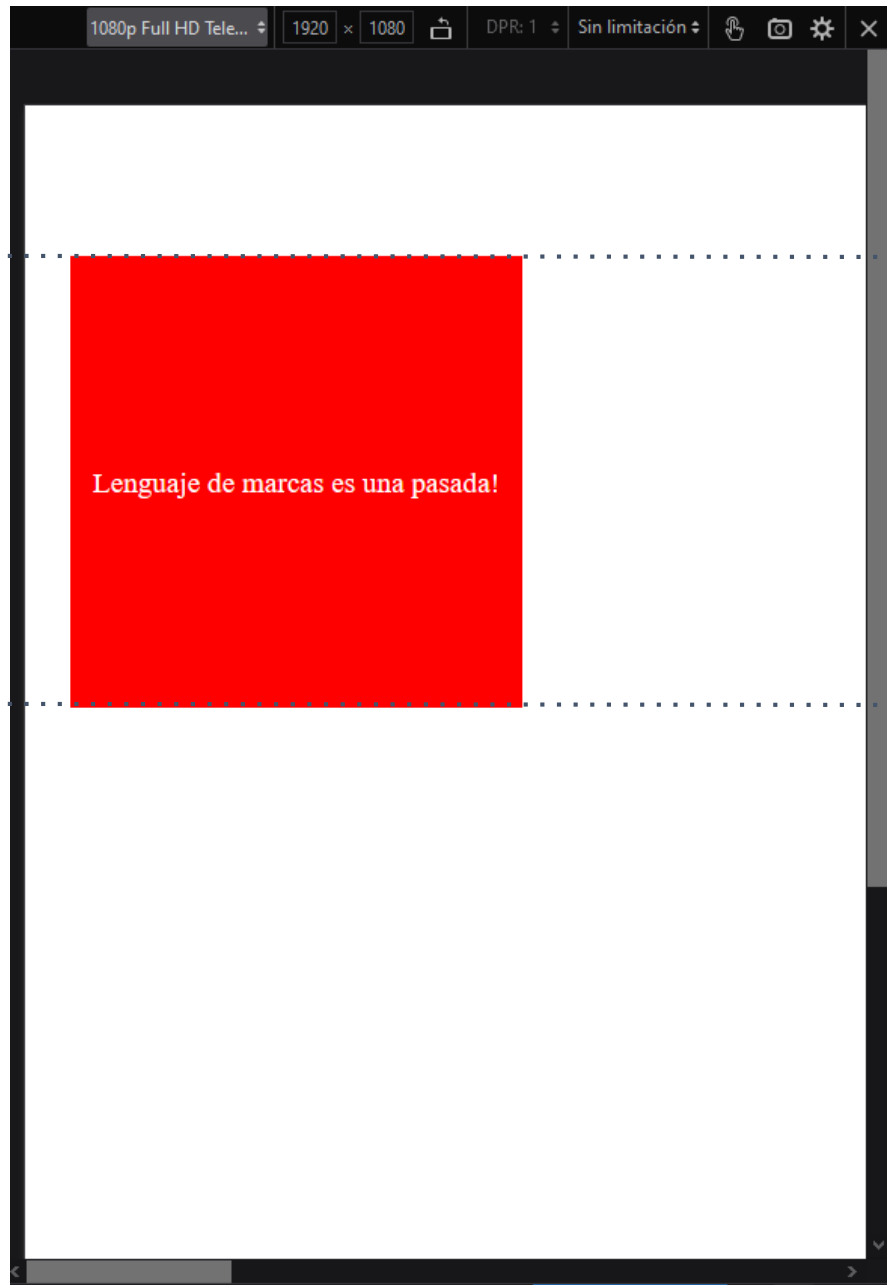 1080p Full HD Tele... 1920 × 1080 DPR: 1 Sin limitación
Lenguaje de marcas es una pasada!